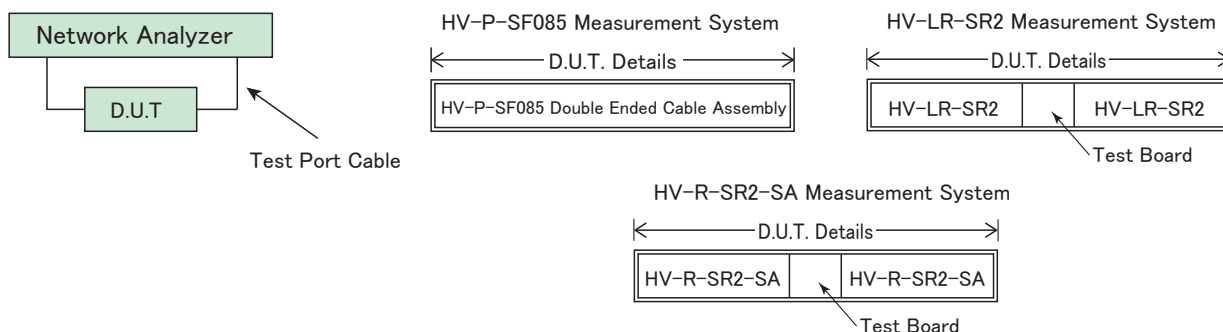 Network Analyzer
D.U.T
Test Port Cable
HV-P-SF085 Measurement System
D.U.T. Details
HV-P-SF085 Double Ended Cable Assembly
HV-LR-SR2 Measurement System
D.U.T. Details
HV-LR-SR2 HV-LR-SR2
Test Board
HV-R-SR2-SA Measurement System
D.U.T. Details
HV-R-SR2-SA HV-R-SR2-SA
Test Board